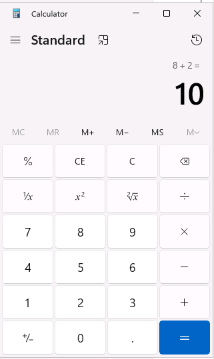 Calculator
Standard
8 + 2 =
10
MC MR M+ M− MS M˅
% CE C ⌫
¹⁄x x² ²√x ÷
7 8 9 ×
4 5 6 −
1 2 3 +
+/− 0 . =